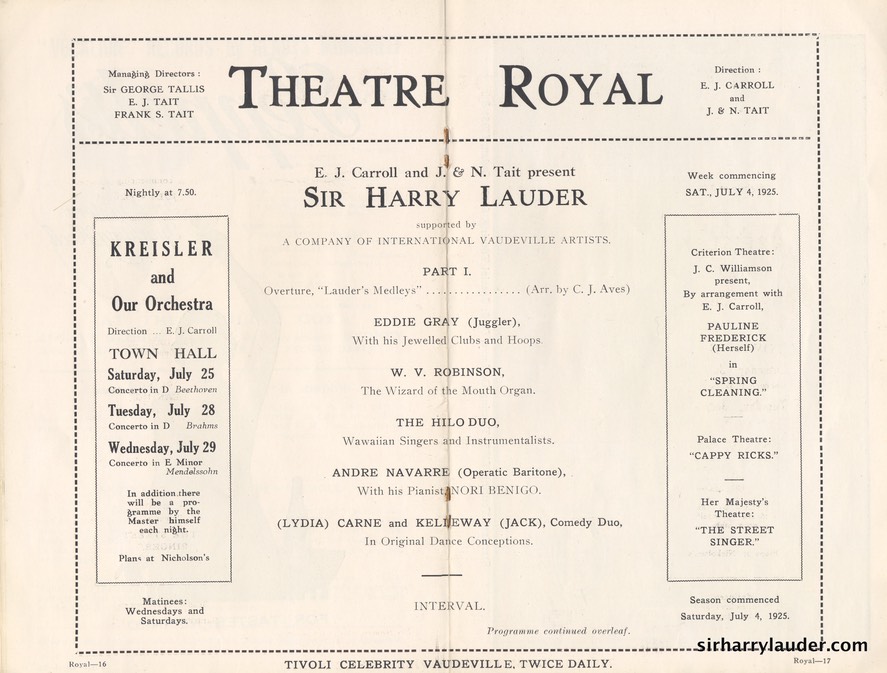 Managing Directors :
Sir GEORGE TALLIS
E. J. TAIT
FRANK S. TAIT
THEATRE ROYAL
Direction :
E. J. CARROLL
and
J. & N. TAIT
Nightly at 7.50.
KREISLER
and
Our Orchestra
Direction ... E. J. Carroll
TOWN HALL
Saturday, July 25
Concerto in D Beethoven
Tuesday, July 28
Concerto in D Brahms
Wednesday, July 29
Concerto in E Minor
Mendelssohn
In addition there
will be a pro-
gramme by the
Master himself
each night.
Plans at Nicholson's
Matinees:
Wednesdays and
Saturdays.
E. J. Carroll and J. & N. Tait present
SIR HARRY LAUDER
supported by
A COMPANY OF INTERNATIONAL VAUDEVILLE ARTISTS.
PART I.
Overture, "Lauder's Medleys" ................ (Arr. by C. J. Aves)
EDDIE GRAY (Juggler),
With his Jewelled Clubs and Hoops.
W. V. ROBINSON,
The Wizard of the Mouth Organ.
THE HILO DUO,
Wawaiian Singers and Instrumentalists.
ANDRE NAVARRE (Operatic Baritone),
With his Pianist, NORI BENIGO.
(LYDIA) CARNE and KELLEWAY (JACK), Comedy Duo,
In Original Dance Conceptions.
INTERVAL.
Programme continued overleaf.
Week commencing
SAT., JULY 4, 1925.
Criterion Theatre:
J. C. Williamson
present,
By arrangement with
E. J. Carroll,
PAULINE
FREDERICK
(Herself)
in
"SPRING
CLEANING."
Palace Theatre:
"CAPPY RICKS."
Her Majesty's
Theatre:
"THE STREET
SINGER."
Season commenced
Saturday, July 4, 1925.
sirharrylauder.com
Royal—16
TIVOLI CELEBRITY VAUDEVILLE, TWICE DAILY.
Royal—17